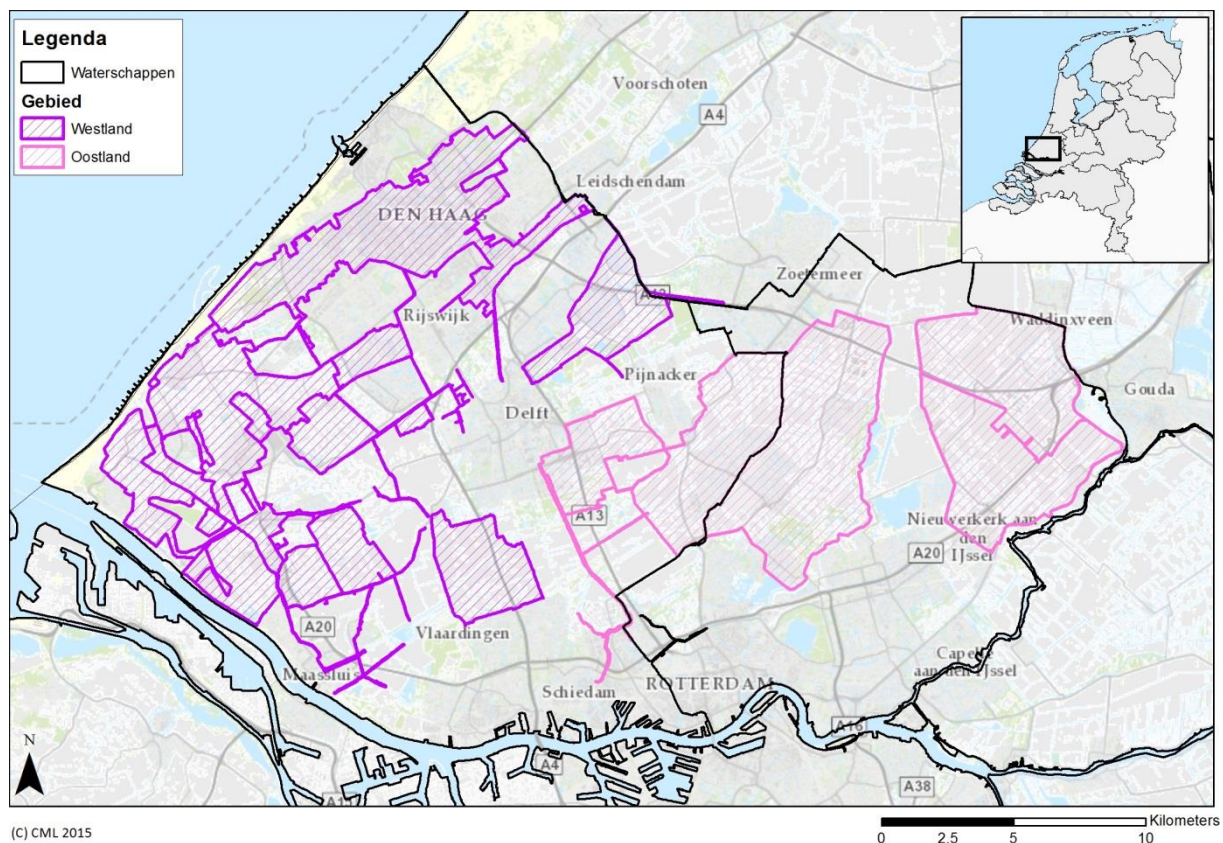 Legenda
Waterschappen
Gebied
Westland
Oostland
Voorschoten
A4
Leidschendam
DEN HAAG
Zoetermeer
A12
Rijswijk
Waddinxveen
Pijnacker
Gouda
Delft
A13
Nieuwerkerk aan
den
IJssel
A20
A20
Vlaardingen
Maassluis
Capelle
aan den IJssel
Schiedam
ROTTERDAM
A16
A4
A38
A15
N
(C) CML 2015
Kilometers
0 2.5 5 10